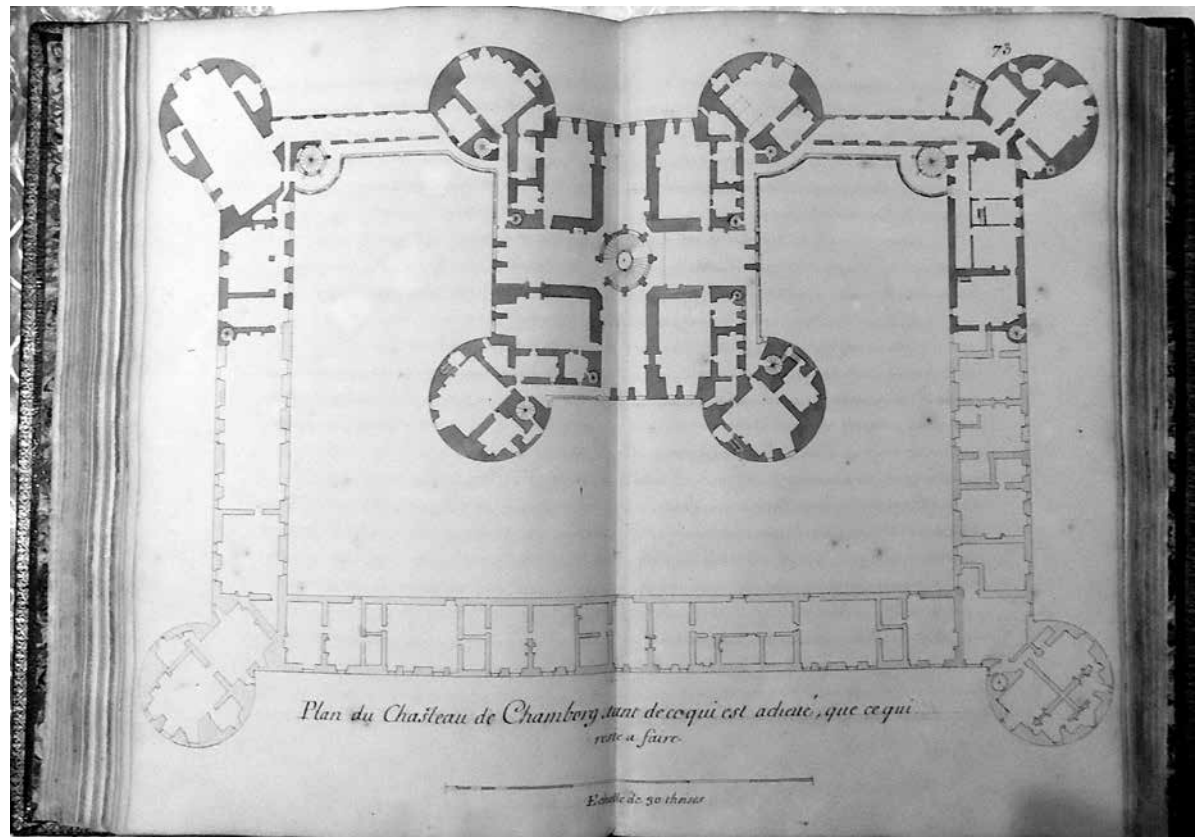 73
Plan du Chasteau de Chamborg, tant de ce qui est acheué, que ce qui
reste a faire.
Echelle de 30 thoises